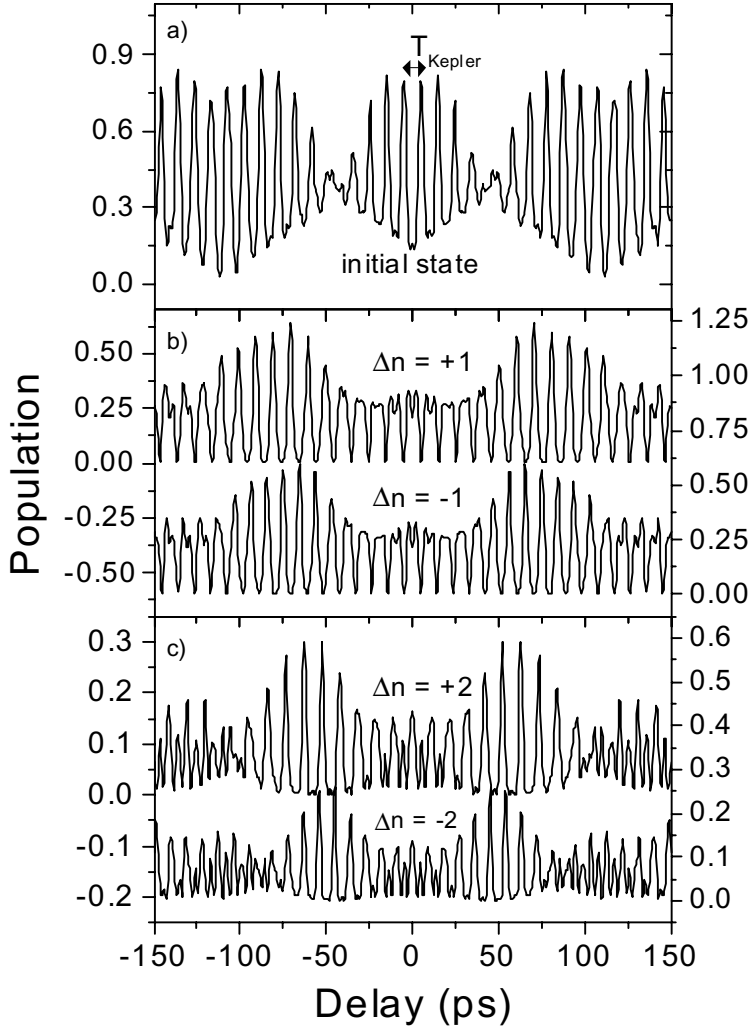 a)
T Kepler
0.9
0.6
0.3
0.0
initial state
b)
Δn = +1
0.50
0.25
0.00
-0.25
-0.50
1.25
1.00
0.75
0.50
0.25
0.00
Δn = -1
Population
c)
Δn = +2
0.3
0.2
0.1
0.0
-0.1
-0.2
0.6
0.5
0.4
0.3
0.2
0.1
0.0
Δn = -2
-150 -100 -50 0 50 100 150
Delay (ps)